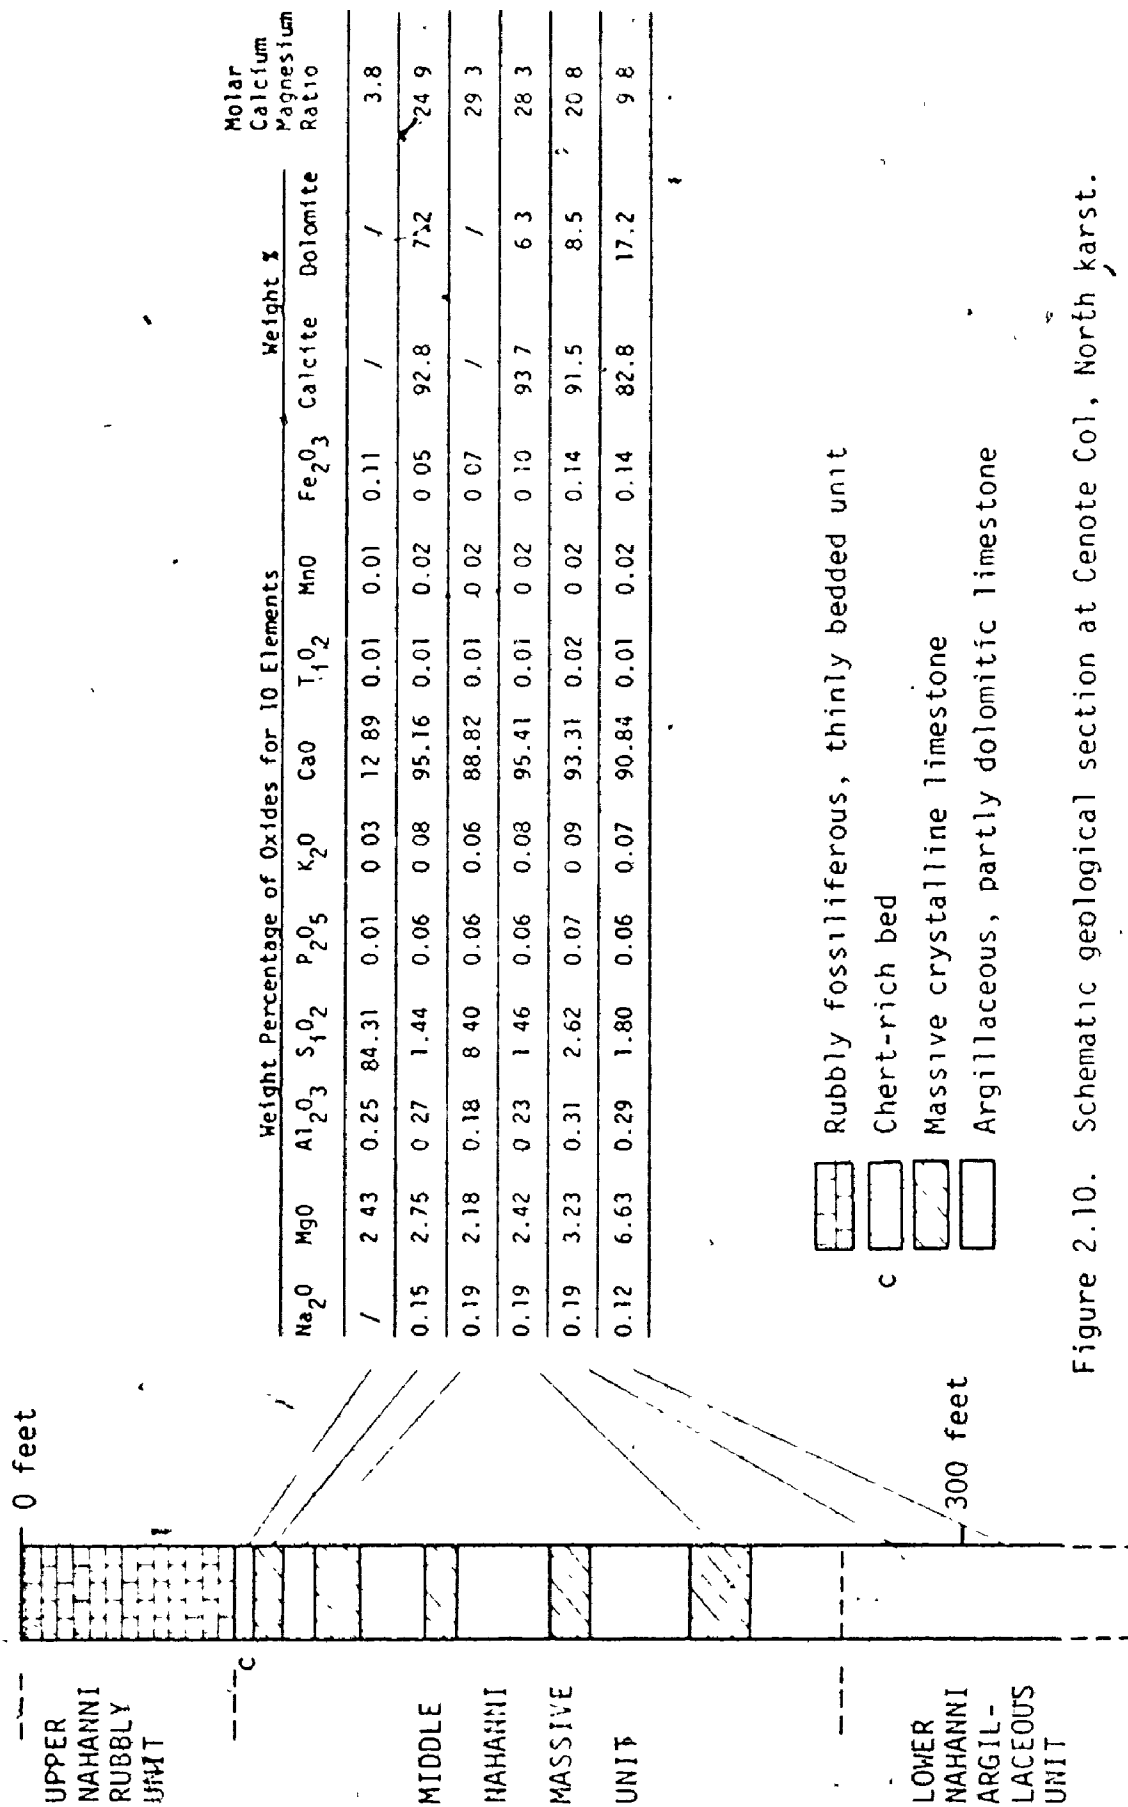 0 feet
UPPER
NAHANNI
RUBBLY
UNIT
c
MIDDLE
NAHANNI
MASSIVE
UNIT
LOWER
NAHANNI
ARGIL-
LACEOUS
UNIT
300 feet
Weight Percentage of Oxides for 10 Elements Weight % Molar Calcium Magnesium Ratio
Na2O MgO Al2O3 SiO2 P2O5 K2O CaO TiO2 MnO Fe2O3 Calcite Dolomite
/ 2 43 0.25 84.31 0.01 0 03 12 89 0.01 0.01 0.11 / / 3.8
0.15 2.75 0 27 1.44 0.06 0 08 95.16 0.01 0.02 0 05 92.8 7.2 24 9
0.19 2.18 0.18 8 40 0.06 0.06 88.82 0.01 0 02 0 07 / / 29 3
0.19 2.42 0 23 1 46 0.06 0.08 95.41 0.01 0 02 0 10 93 7 6 3 28 3
0.19 3.23 0.31 2.62 0.07 0 09 93.31 0.02 0 02 0.14 91.5 8.5 20 8
0.12 6.63 0.29 1.80 0.06 0.07 90.84 0.01 0.02 0.14 82.8 17.2 9 8
Rubbly fossiliferous, thinly bedded unit
c Chert-rich bed
Massive crystalline limestone
Argillaceous, partly dolomitic limestone
Figure 2.10. Schematic geological section at Cenote Col, North karst.